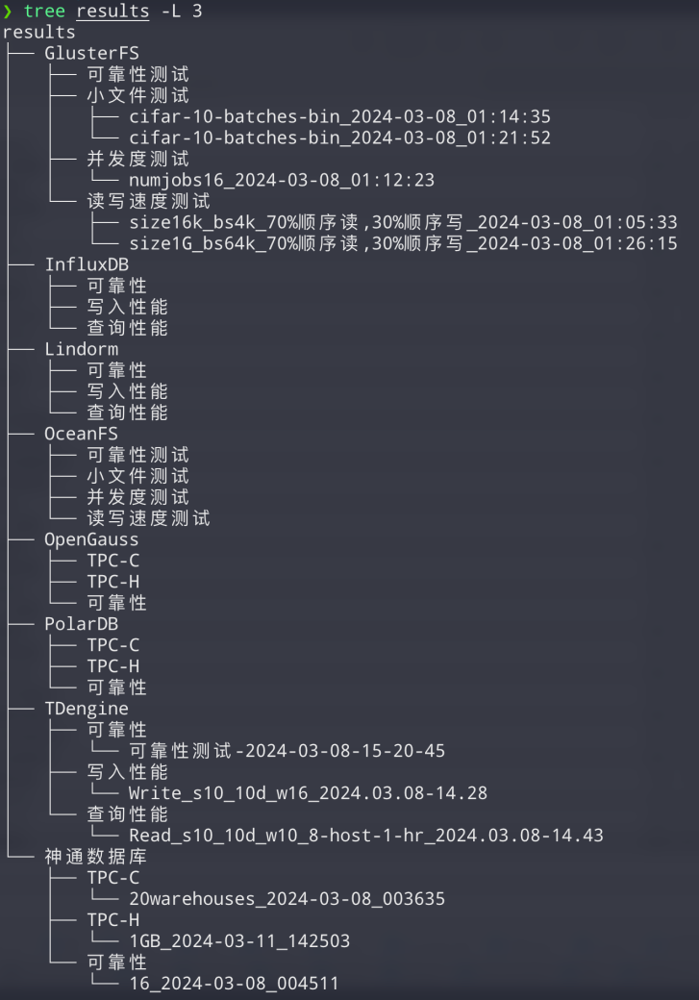 ❯ tree results -L 3
results
├── GlusterFS
│   ├── 可靠性测试
│   ├── 小文件测试
│   │   ├── cifar-10-batches-bin_2024-03-08_01:14:35
│   │   └── cifar-10-batches-bin_2024-03-08_01:21:52
│   ├── 并发度测试
│   │   └── numjobs16_2024-03-08_01:12:23
│   └── 读写速度测试
│       ├── size16k_bs4k_70%顺序读,30%顺序写_2024-03-08_01:05:33
│       └── size1G_bs64k_70%顺序读,30%顺序写_2024-03-08_01:26:15
├── InfluxDB
│   ├── 可靠性
│   ├── 写入性能
│   └── 查询性能
├── Lindorm
│   ├── 可靠性
│   ├── 写入性能
│   └── 查询性能
├── OceanFS
│   ├── 可靠性测试
│   ├── 小文件测试
│   ├── 并发度测试
│   └── 读写速度测试
├── OpenGauss
│   ├── TPC-C
│   ├── TPC-H
│   └── 可靠性
├── PolarDB
│   ├── TPC-C
│   ├── TPC-H
│   └── 可靠性
├── TDengine
│   ├── 可靠性
│   │   └── 可靠性测试-2024-03-08-15-20-45
│   ├── 写入性能
│   │   └── Write_s10_10d_w16_2024.03.08-14.28
│   └── 查询性能
│       └── Read_s10_10d_w10_8-host-1-hr_2024.03.08-14.43
└── 神通数据库
    ├── TPC-C
    │   └── 20warehouses_2024-03-08_003635
    ├── TPC-H
    │   └── 1GB_2024-03-11_142503
    └── 可靠性
        └── 16_2024-03-08_004511